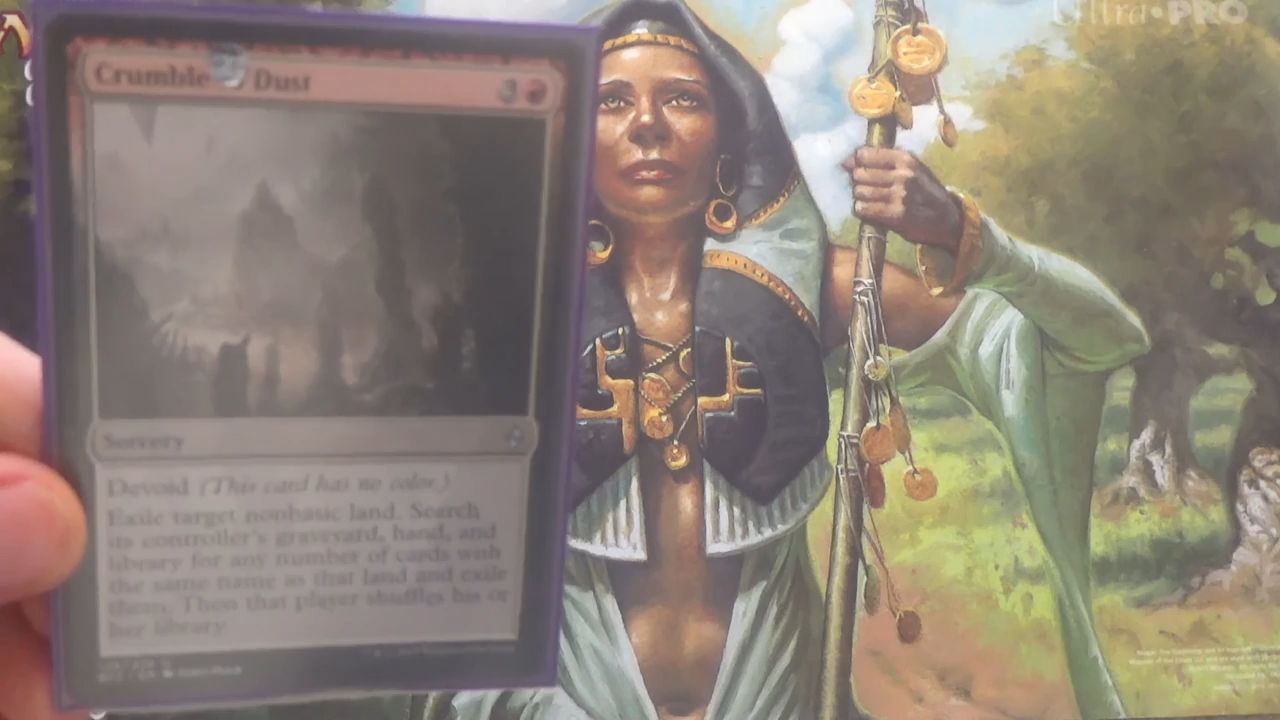 Crumble Dust 3
Sorcery
Devoid (This card has no color.)
Exile target nonbasic land. Search
its controller's graveyard, hand, and
library for any number of cards with
the same name as that land and exile
them. Then that player shuffles his or
her library.
Ultra•PRO